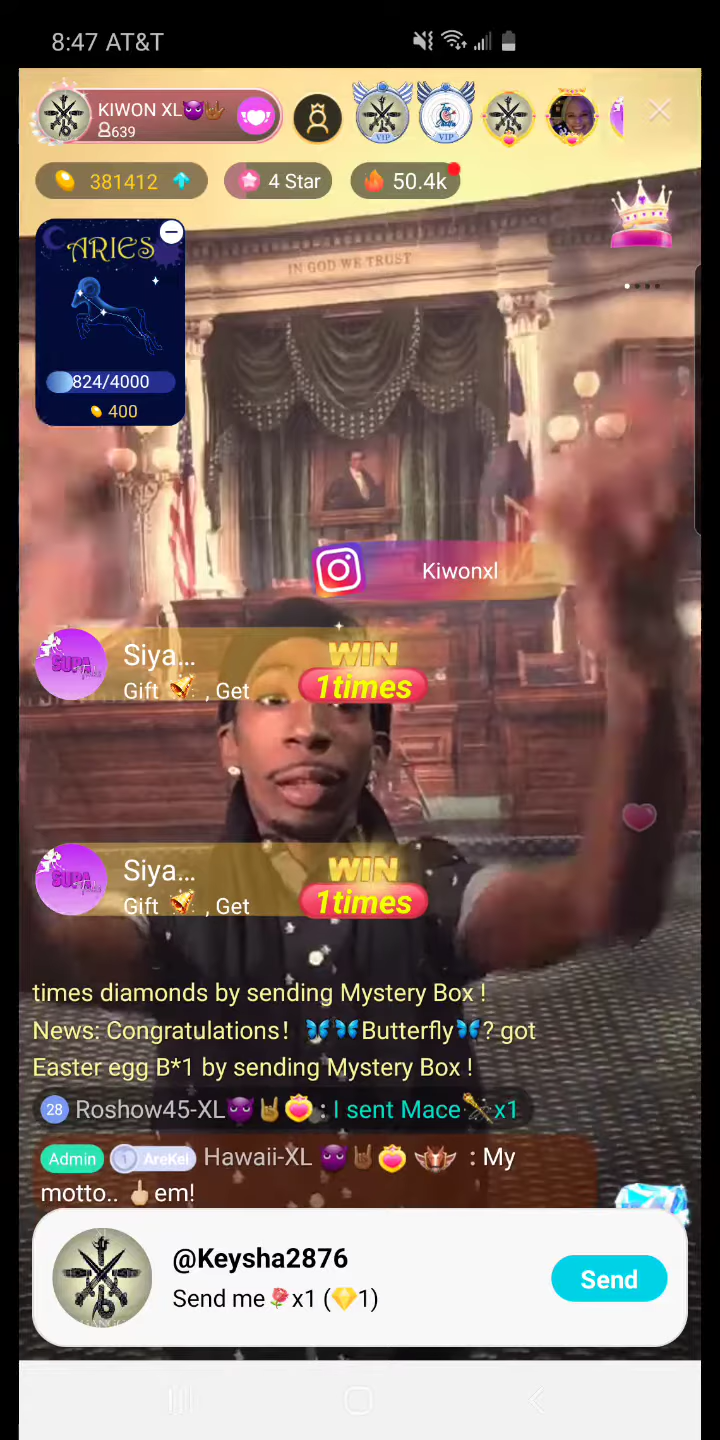 8:47 AT&T
KIWON XL😈🤟🏾
639
VIP
VIP
381412
4 Star
50.4k
ARIES
824/4000
400
IN GOD WE TRUST
Kiwonxl
Siya...
WIN
Gift , Get
1times
Siya...
WIN
Gift , Get
1times
times diamonds by sending Mystery Box !
News: Congratulations! 🦋🦋Butterfly🦋? got
Easter egg B*1 by sending Mystery Box !
28 Roshow45-XL😈🤘 : I sent Mace x1
Admin 1 AreKel Hawaii-XL 😈🤘🏾 : My
motto.. 🖕🏼em!
@Keysha2876
Send me🌹x1 (💎1)
Send